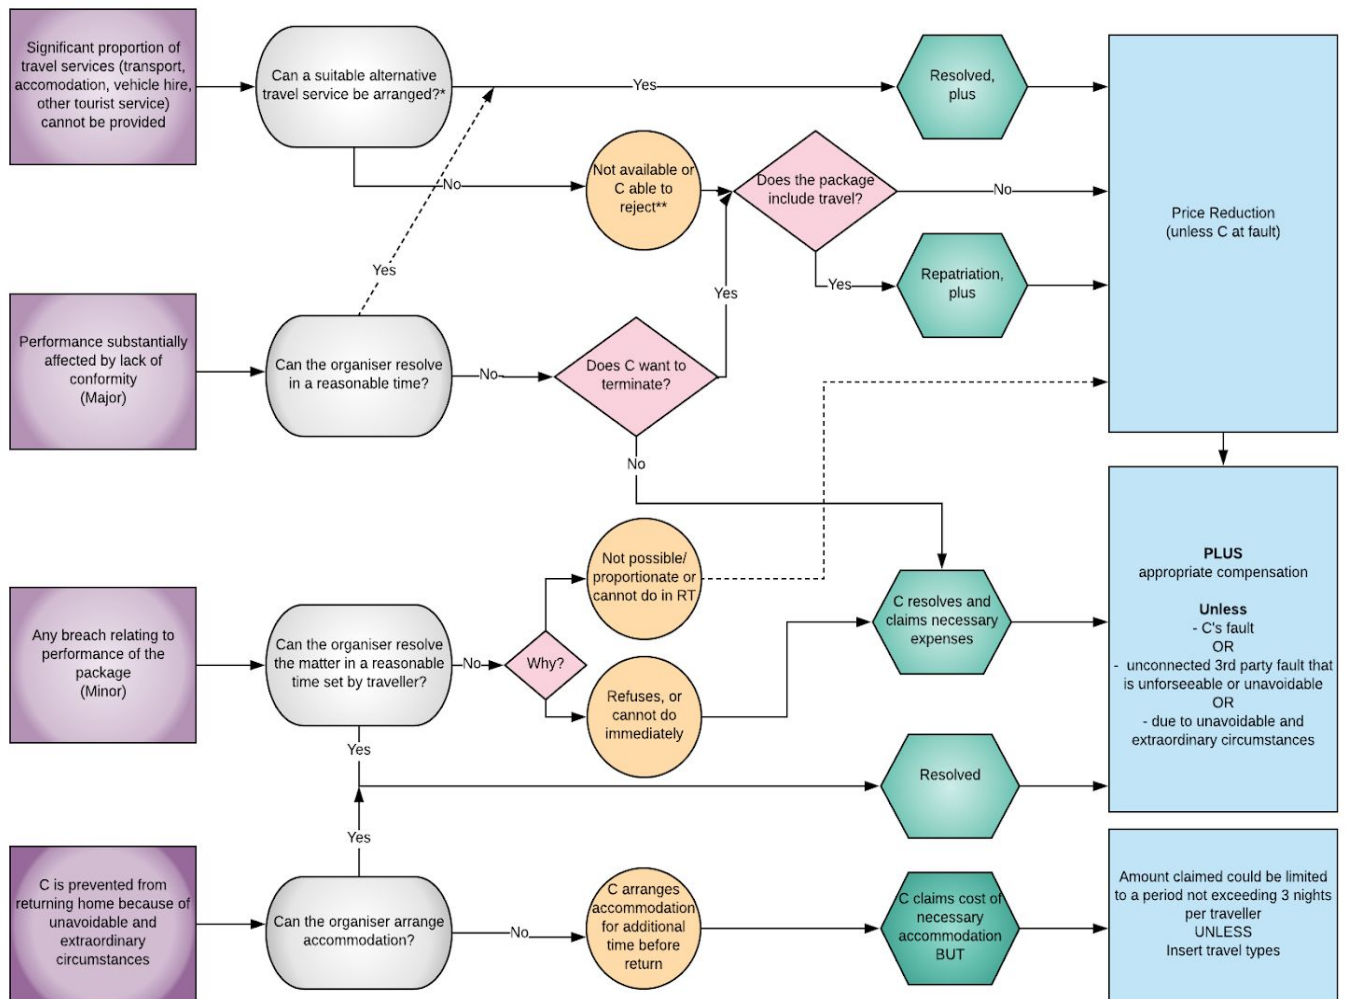 Significant proportion of
travel services (transport,
accomodation, vehicle hire,
other tourist service)
cannot be provided
Can a suitable alternative
travel service be arranged?*
Yes
Resolved,
plus
No
Not available or
C able to
reject**
Does the package
include travel?
No
Yes
Repatriation,
plus
Price Reduction
(unless C at fault)
Yes
Performance substantially
affected by lack of
conformity
(Major)
Can the organiser resolve
in a reasonable time?
No
Does C want to
terminate?
Yes
No
Any breach relating to
performance of the
package
(Minor)
Can the organiser resolve
the matter in a reasonable
time set by traveller?
No
Why?
Not possible/
proportionate or
cannot do in RT
Refuses, or
cannot do
immediately
C resolves and
claims necessary
expenses
Yes
Resolved
PLUS
appropriate compensation
Unless
- C's fault
OR
- unconnected 3rd party fault that
is unforseeable or unavoidable
OR
- due to unavoidable and
extraordinary circumstances
Yes
C is prevented from
returning home because of
unavoidable and
extraordinary
circumstances
Can the organiser arrange
accommodation?
No
C arranges
accommodation
for additional
time before
return
C claims cost of
necessary
accommodation
BUT
Amount claimed could be limited
to a period not exceeding 3 nights
per traveller
UNLESS
Insert travel types